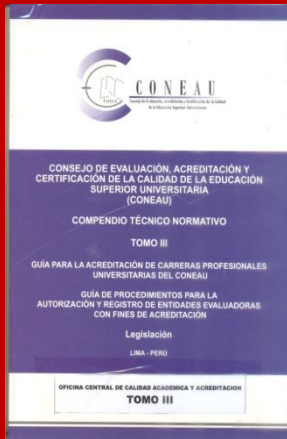 CONEAU
Consejo de Evaluación, Acreditación y Certificación de la Calidad
de la Educación Superior Universitaria
CONSEJO DE EVALUACIÓN, ACREDITACIÓN Y
CERTIFICACIÓN DE LA CALIDAD DE LA EDUCACIÓN
SUPERIOR UNIVERSITARIA
(CONEAU)
COMPENDIO TÉCNICO NORMATIVO
TOMO III
GUÍA PARA LA ACREDITACIÓN DE CARRERAS PROFESIONALES
UNIVERSITARIAS DEL CONEAU
GUÍA DE PROCEDIMIENTOS PARA LA
AUTORIZACIÓN Y REGISTRO DE ENTIDADES EVALUADORAS
CON FINES DE ACREDITACIÓN
Legislación
LIMA - PERÚ
OFICINA CENTRAL DE CALIDAD ACADEMICA Y ACREDITACION
TOMO III